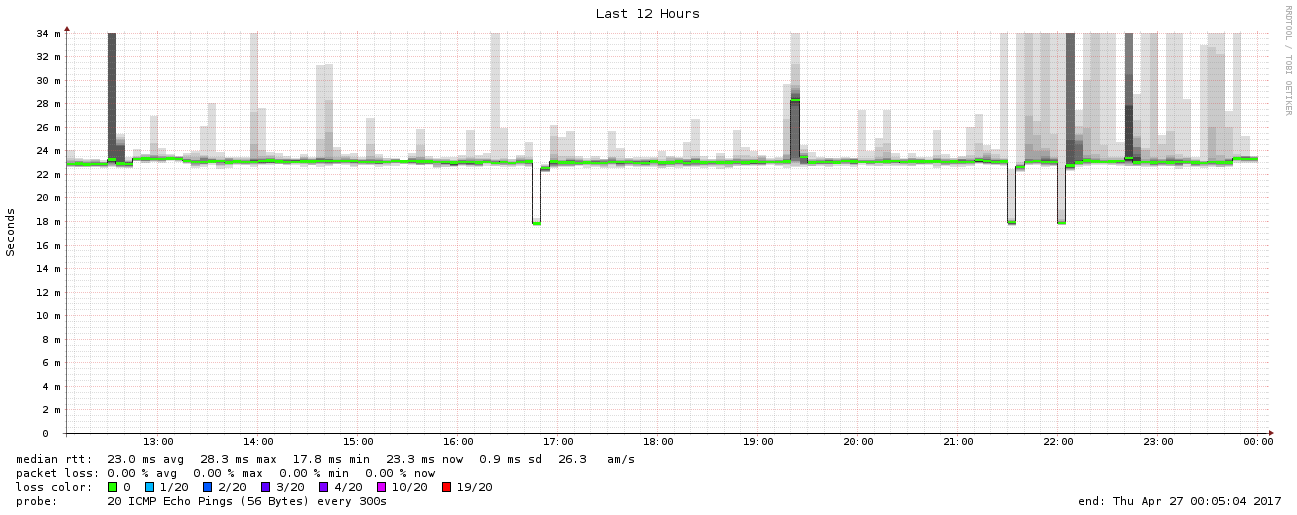 Last 12 Hours
RRDTOOL / TOBI OETIKER
34 m
32 m
30 m
28 m
26 m
24 m
22 m
20 m
18 m
16 m
14 m
12 m
10 m
8 m
6 m
4 m
2 m
0
Seconds
13:00 14:00 15:00 16:00 17:00 18:00 19:00 20:00 21:00 22:00 23:00 00:00
median rtt: 23.0 ms avg 28.3 ms max 17.8 ms min 23.3 ms now 0.9 ms sd 26.3 am/s
packet loss: 0.00 % avg 0.00 % max 0.00 % min 0.00 % now
loss color: 0 1/20 2/20 3/20 4/20 10/20 19/20
probe: 20 ICMP Echo Pings (56 Bytes) every 300s end: Thu Apr 27 00:05:04 2017